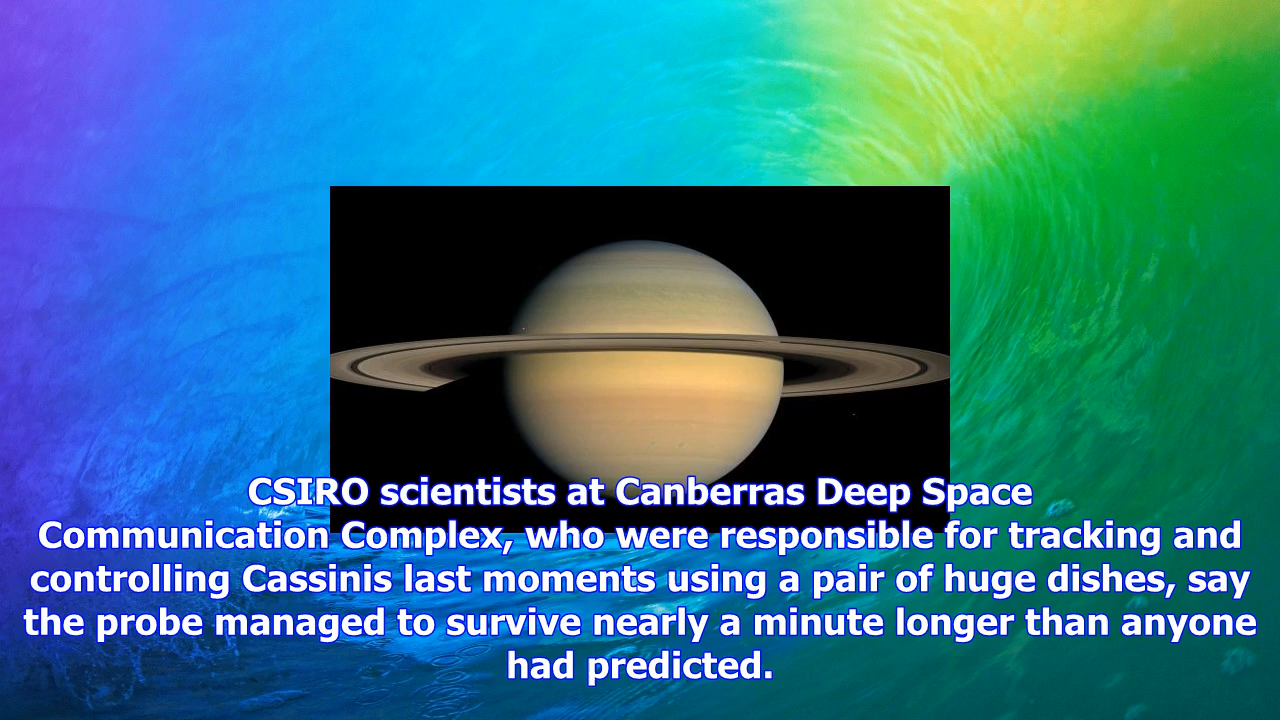 CSIRO scientists at Canberras Deep Space
Communication Complex, who were responsible for tracking and
controlling Cassinis last moments using a pair of huge dishes, say
the probe managed to survive nearly a minute longer than anyone
had predicted.